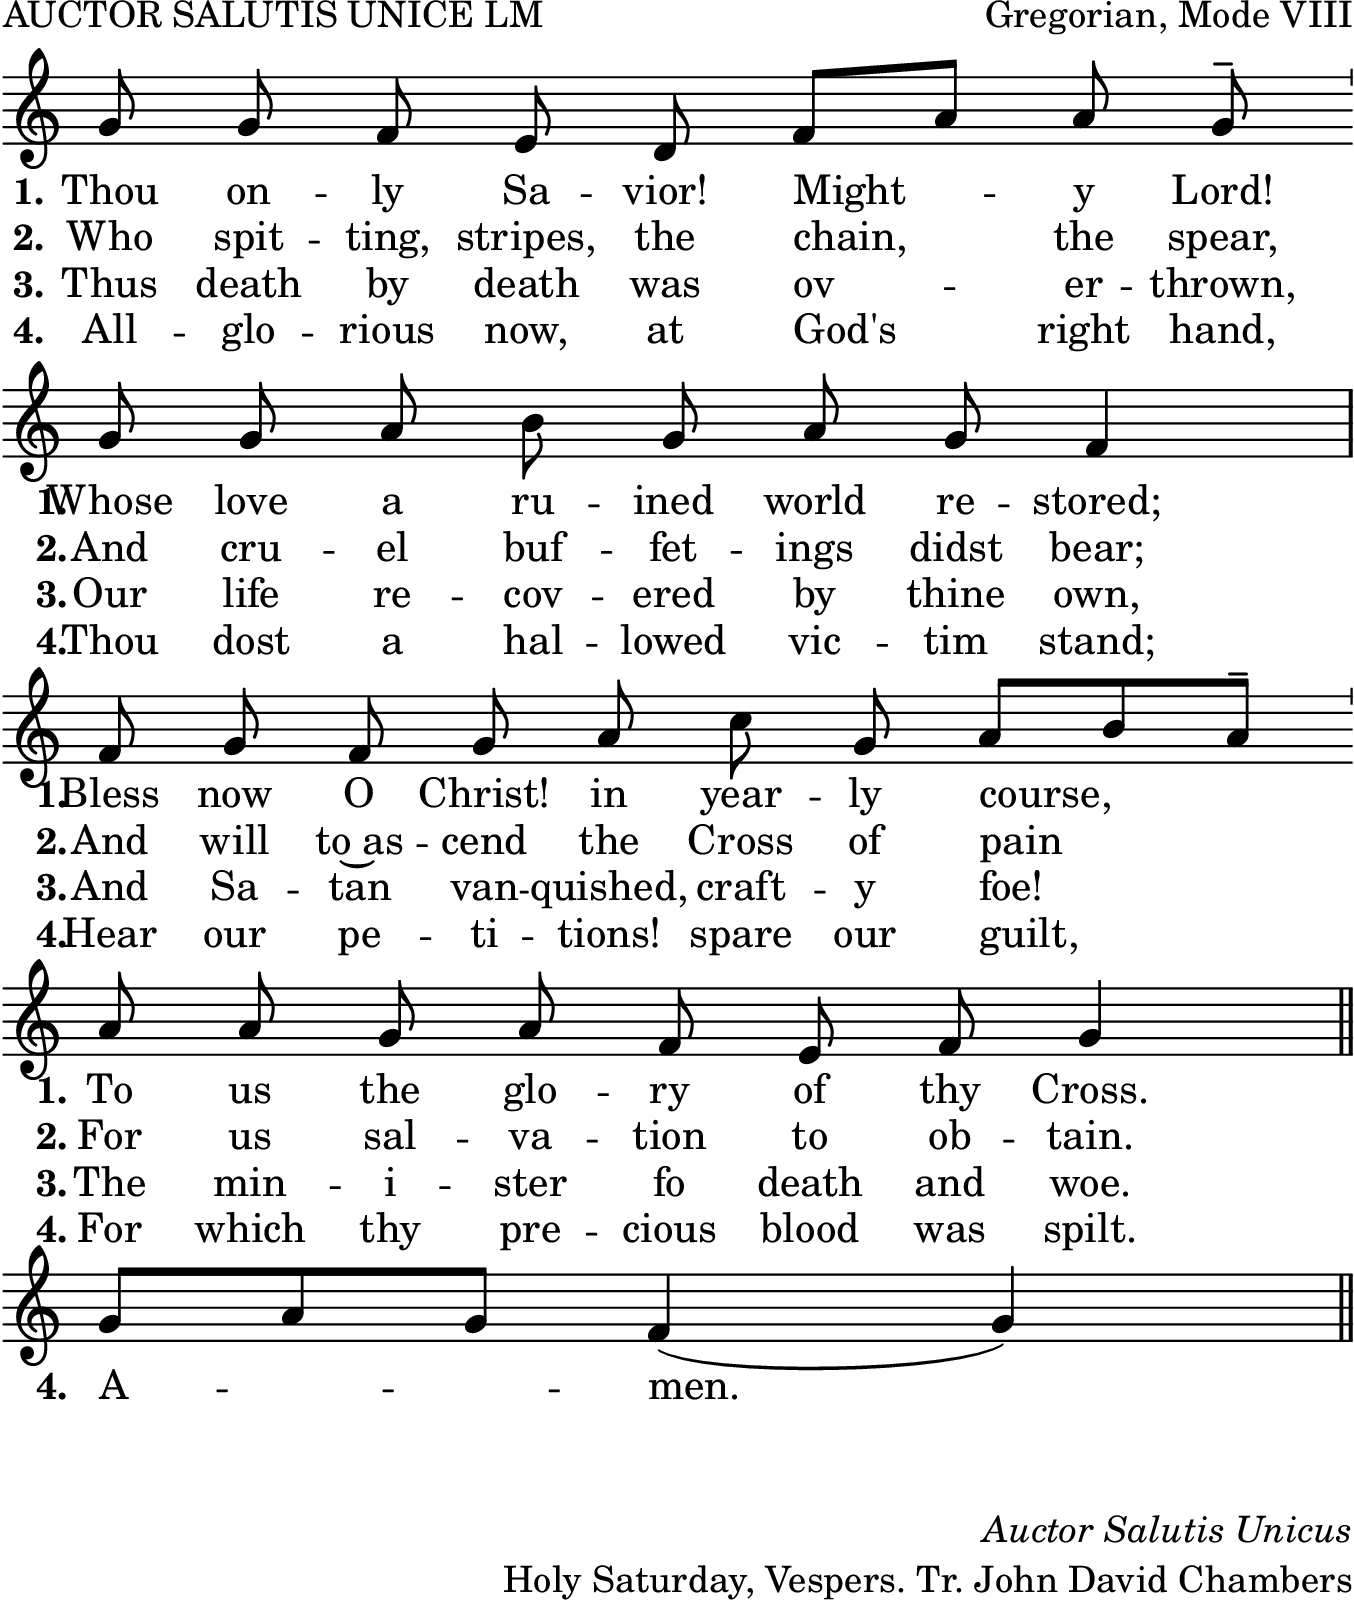 AUCTOR SALUTIS UNICE LM Gregorian, Mode VIII
1. Thou on - ly Sa - vior! Might - y Lord!
2. Who spit - ting, stripes, the chain, the spear,
3. Thus death by death was ov - er - thrown,
4. All - glo - rious now, at God's right hand,
1. Whose love a ru - ined world re - stored;
2. And cru - el buf - fet - ings didst bear;
3. Our life re - cov - ered by thine own,
4. Thou dost a hal - lowed vic - tim stand;
1. Bless now O Christ! in year - ly course,
2. And will to‿as - cend the Cross of pain
3. And Sa - tan van - quished, craft - y foe!
4. Hear our pe - ti - tions! spare our guilt,
1. To us the glo - ry of thy Cross.
2. For us sal - va - tion to ob - tain.
3. The min - i - ster fo death and woe.
4. For which thy pre - cious blood was spilt.
4. A - - - men.
Auctor Salutis Unicus
Holy Saturday, Vespers. Tr. John David Chambers